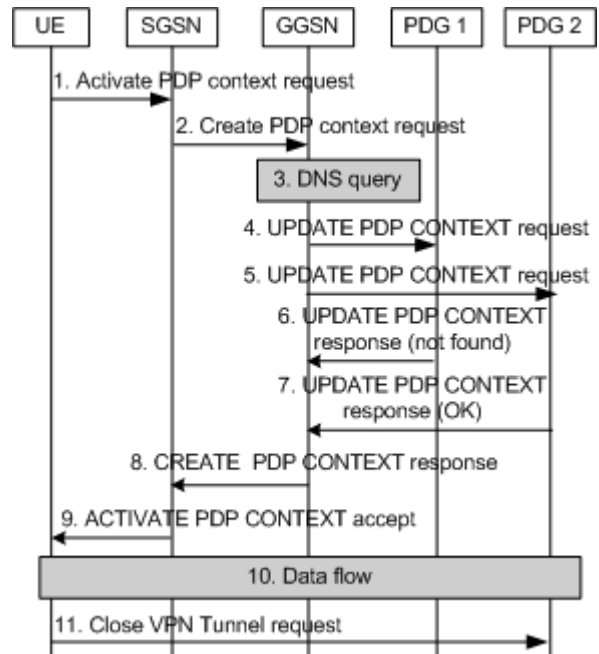 UE SGSN GGSN PDG 1 PDG 2
1. Activate PDP context request
2. Create PDP context request
3. DNS query
4. UPDATE PDP CONTEXT request
5. UPDATE PDP CONTEXT request
6. UPDATE PDP CONTEXT
response (not found)
7. UPDATE PDP CONTEXT
response (OK)
8. CREATE PDP CONTEXT response
9. ACTIVATE PDP CONTEXT accept
10. Data flow
11. Close VPN Tunnel request